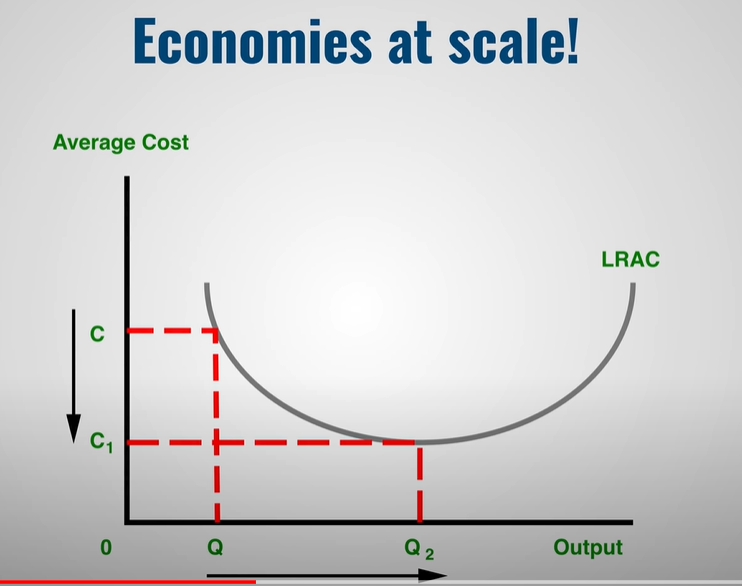 Economies at scale!
Average Cost
LRAC
C
C₁
0 Q Q₂ Output